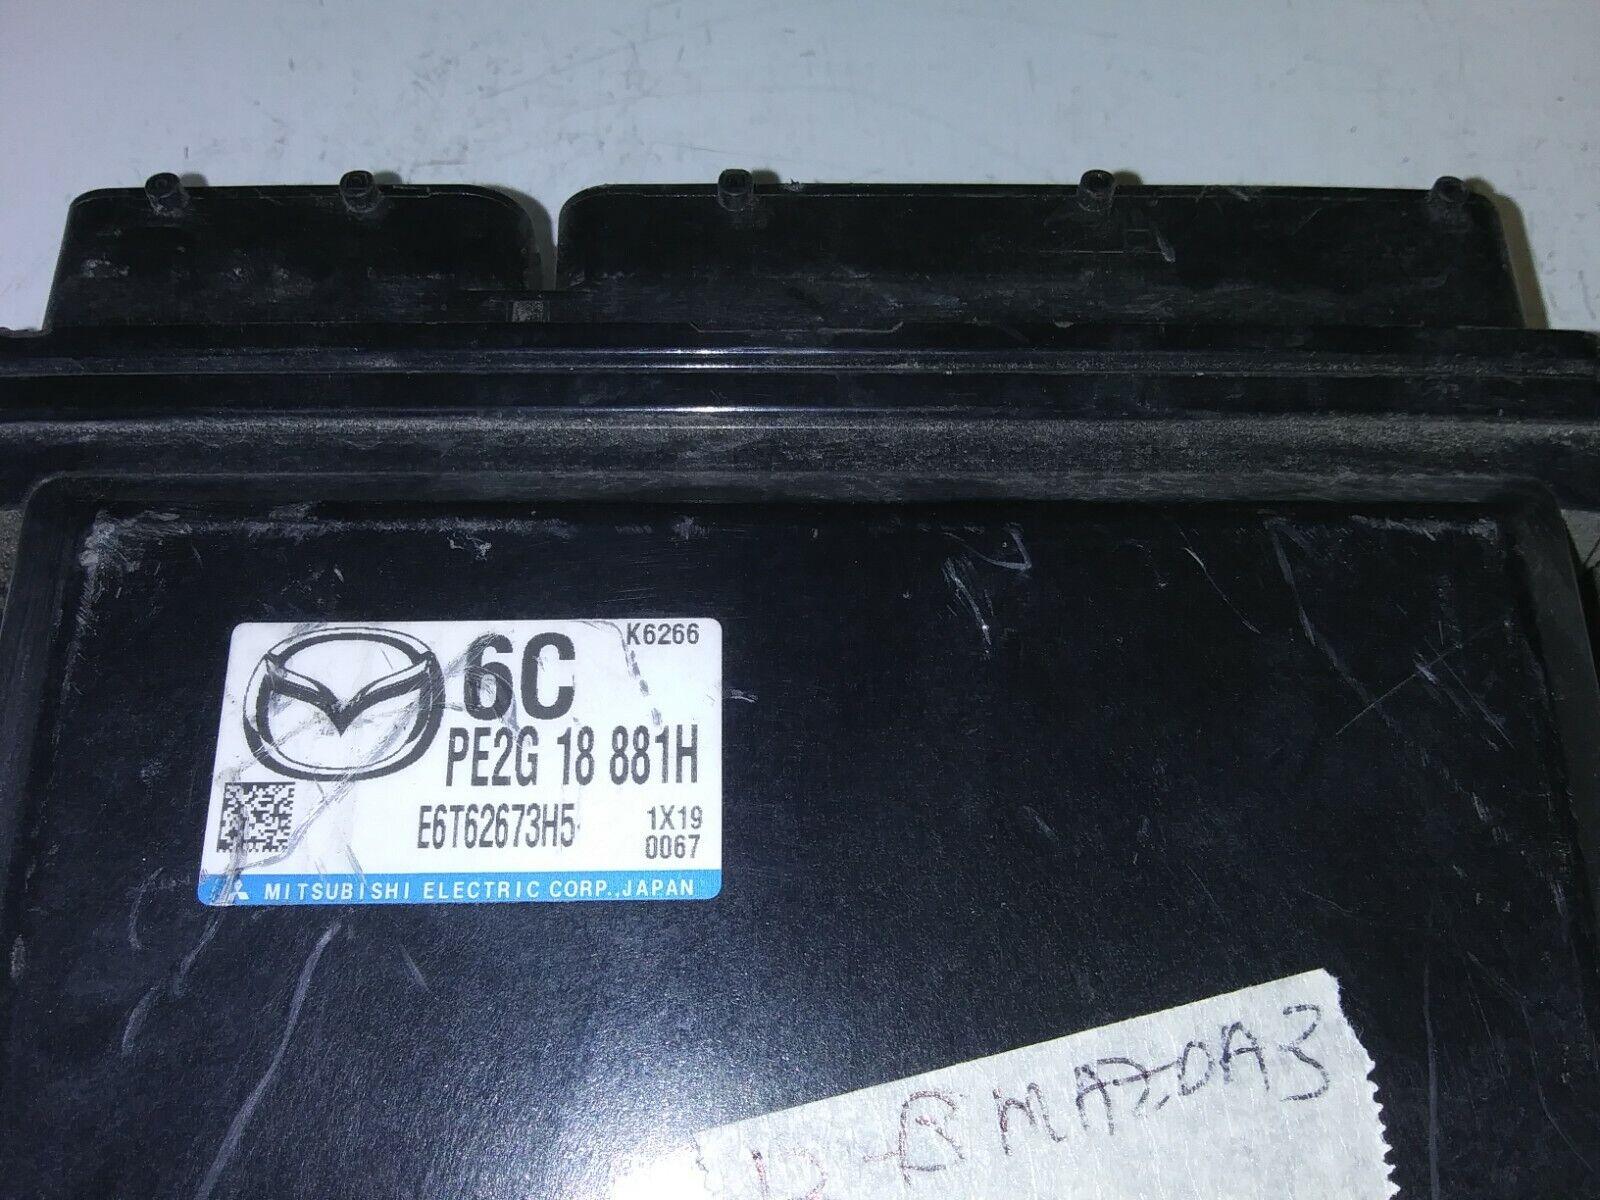 6C K6266
PE2G 18 881H
E6T62673H5 1X19
0067
MITSUBISHI ELECTRIC CORP., JAPAN
MAZDA3